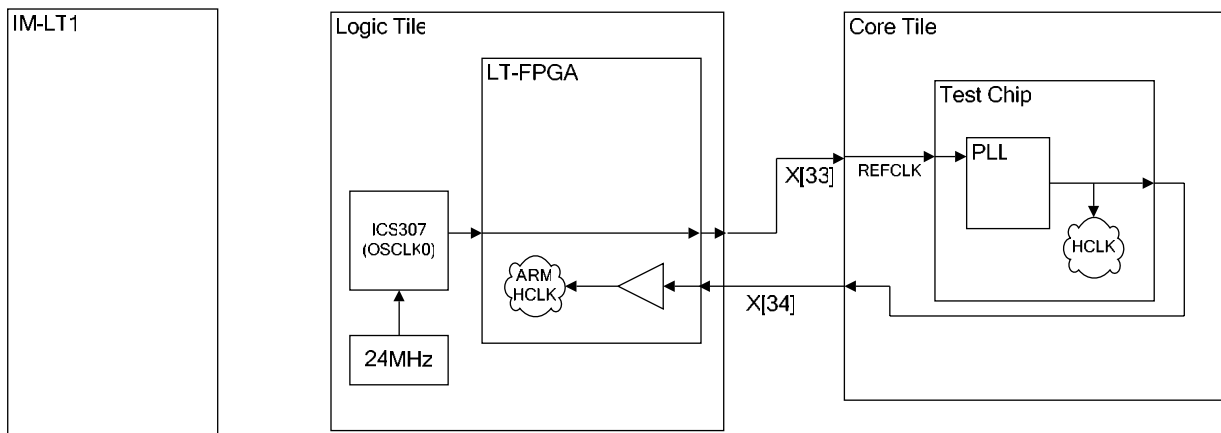 IM-LT1
Logic Tile
Core Tile
LT-FPGA
Test Chip
PLL
X[33]
REFCLK
ICS307
(OSCLK0)
HCLK
ARM
HCLK
X[34]
24MHz